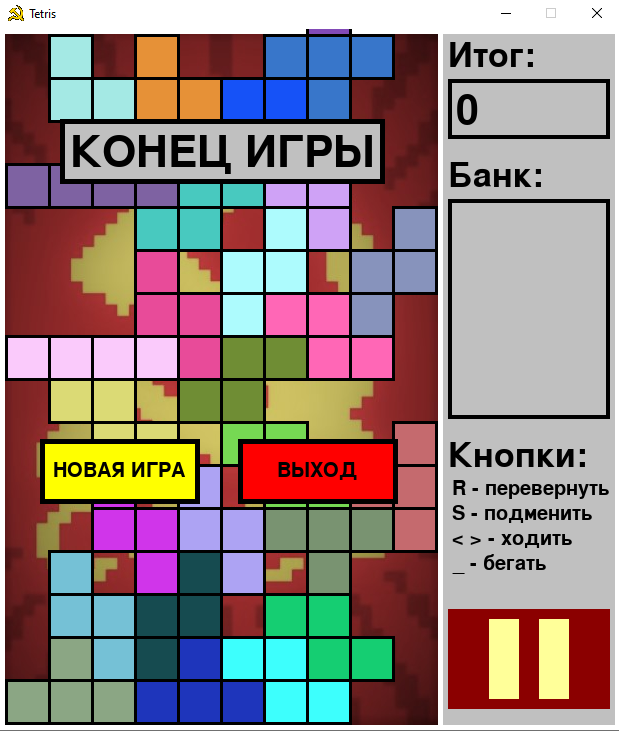 Tetris
Итог:
0
КОНЕЦ ИГРЫ
Банк:
НОВАЯ ИГРА
ВЫХОД
Кнопки:
R - перевернуть
S - подменить
< > - ходить
_ - бегать